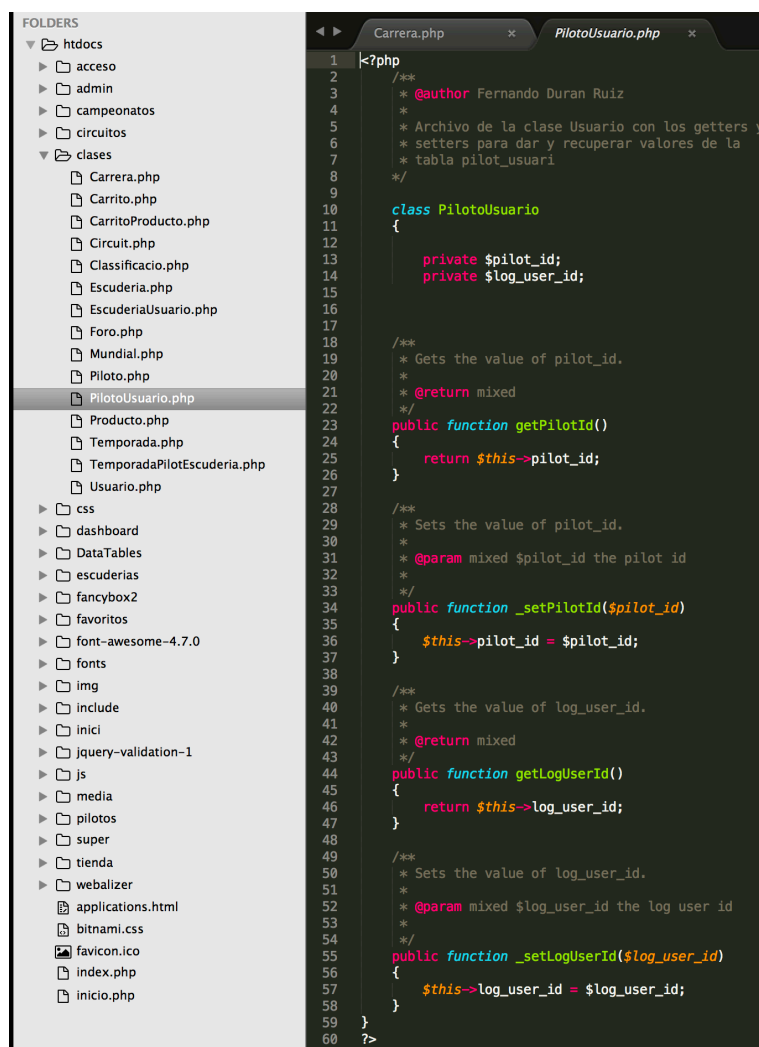 FOLDERS
htdocs
acceso
admin
campeonatos
circuitos
clases
Carrera.php
Carrito.php
CarritoProducto.php
Circuit.php
Classificacio.php
Escuderia.php
EscuderiaUsuario.php
Foro.php
Mundial.php
Piloto.php
PilotoUsuario.php
Producto.php
Temporada.php
TemporadaPilotEscuderia.php
Usuario.php
css
dashboard
DataTables
escuderias
fancybox2
favoritos
font-awesome-4.7.0
fonts
img
include
inici
jquery-validation-1
js
media
pilotos
super
tienda
webalizer
applications.html
bitnami.css
favicon.ico
index.php
inicio.php
Carrera.php × PilotoUsuario.php ×
1 <?php
2 /**
3 * @author Fernando Duran Ruiz
4 *
5 * Archivo de la clase Usuario con los getters y
6 * setters para dar y recuperar valores de la
7 * tabla pilot_usuari
8 */
9
10 class PilotoUsuario
11 {
12
13 private $pilot_id;
14 private $log_user_id;
15
16
17
18 /**
19 * Gets the value of pilot_id.
20 *
21 * @return mixed
22 */
23 public function getPilotId()
24 {
25 return $this->pilot_id;
26 }
27
28 /**
29 * Sets the value of pilot_id.
30 *
31 * @param mixed $pilot_id the pilot id
32 *
33 */
34 public function _setPilotId($pilot_id)
35 {
36 $this->pilot_id = $pilot_id;
37 }
38
39 /**
40 * Gets the value of log_user_id.
41 *
42 * @return mixed
43 */
44 public function getLogUserId()
45 {
46 return $this->log_user_id;
47 }
48
49 /**
50 * Sets the value of log_user_id.
51 *
52 * @param mixed $log_user_id the log user id
53 *
54 */
55 public function _setLogUserId($log_user_id)
56 {
57 $this->log_user_id = $log_user_id;
58 }
59 }
60 ?>